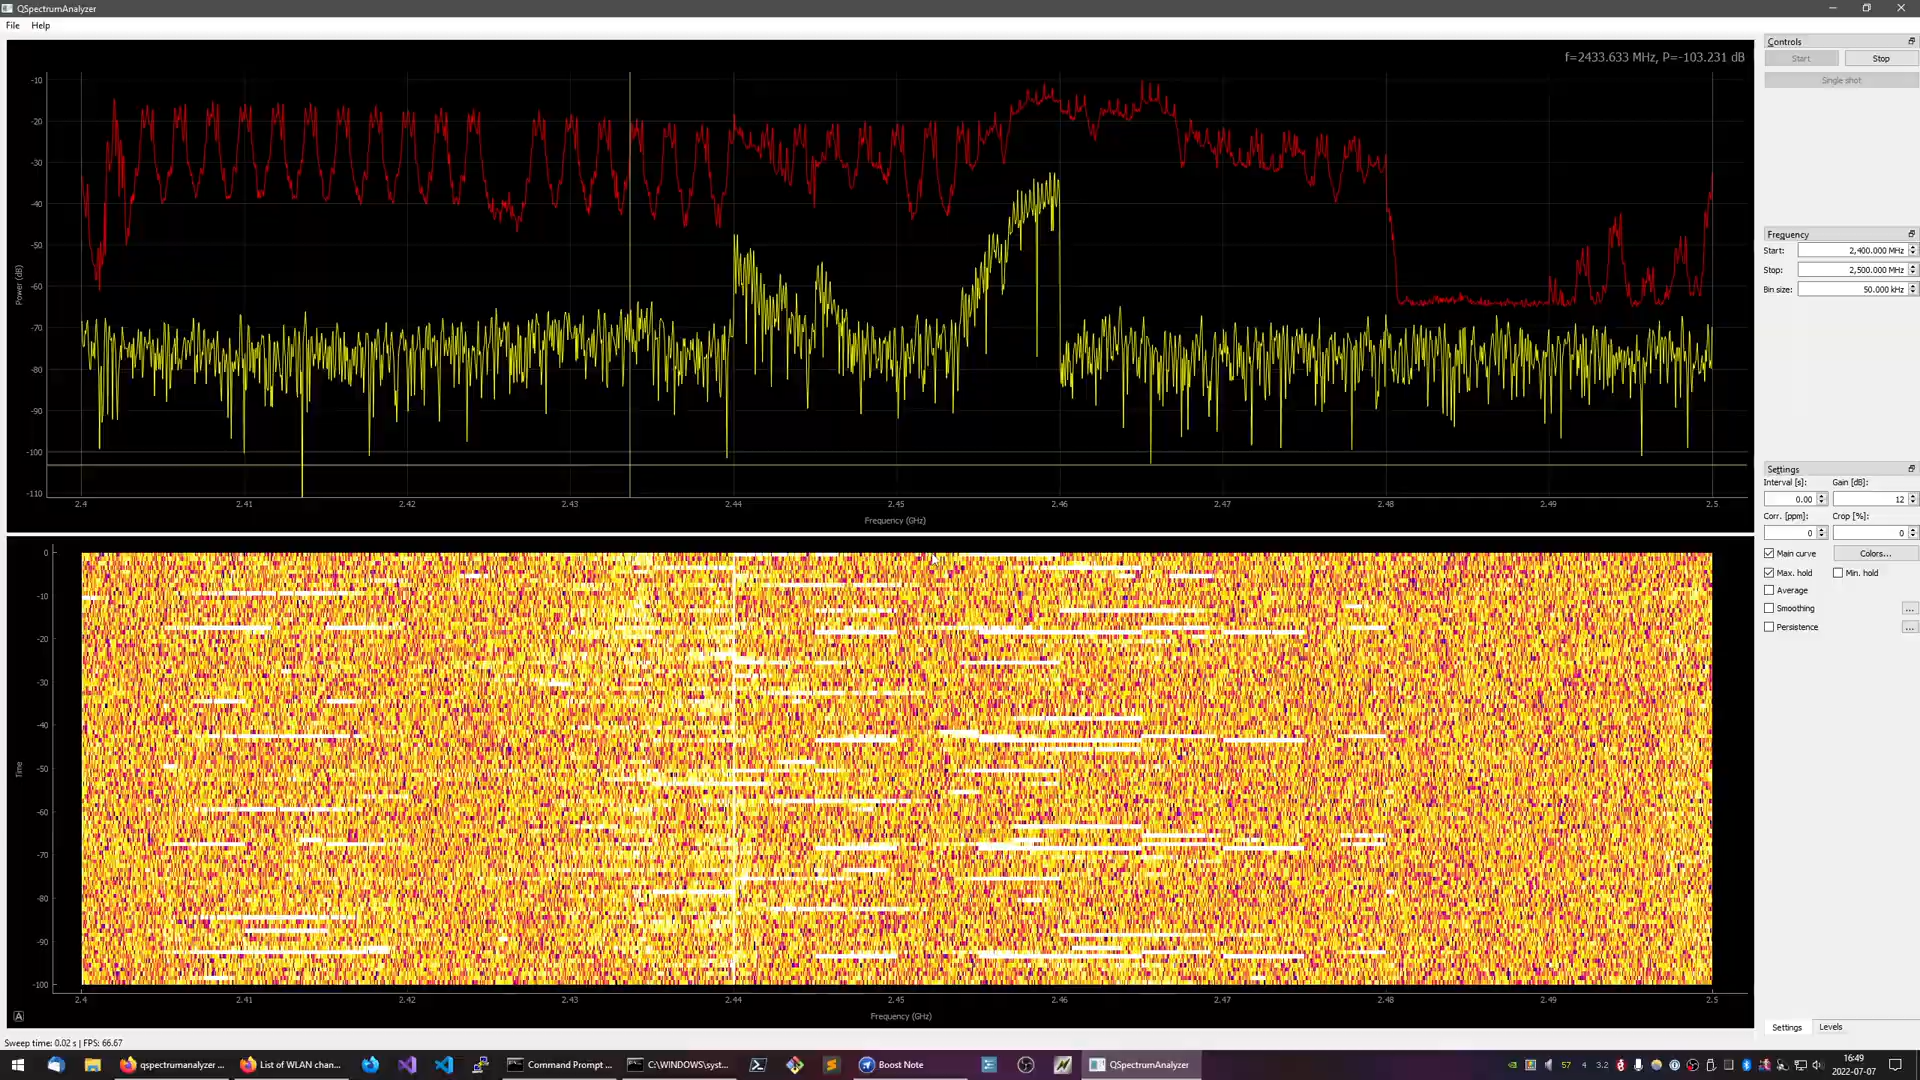 QSpectrumAnalyzer
File Help
f=2433.633 MHz, P=-103.231 dB
-10
-20
-30
-40
-50
-60
-70
-80
-90
-100
-110
Power (dB)
2.4 2.41 2.42 2.43 2.44 2.45 2.46 2.47 2.48 2.49 2.5
Frequency (GHz)
0
-10
-20
-30
-40
-50
-60
-70
-80
-90
-100
Time
2.4 2.41 2.42 2.43 2.44 2.45 2.46 2.47 2.48 2.49 2.5
Frequency (GHz)
A
Controls
Start Stop
Single shot
Frequency
Start: 2,400.000 MHz
Stop: 2,500.000 MHz
Bin size: 50.000 kHz
Settings
Interval [s]: Gain [dB]:
0.00 12
Corr. [ppm]: Crop [%]:
0 0
Main curve Colors...
Max. hold Min. hold
Average
Smoothing ...
Persistence ...
Settings Levels
Sweep time: 0.02 s | FPS: 66.67
qspectrumanalyzer ... List of WLAN chan... Command Prompt ... C:\WINDOWS\syst... Boost Note QSpectrumAnalyzer
57 4 3.2
16:49
2022-07-07